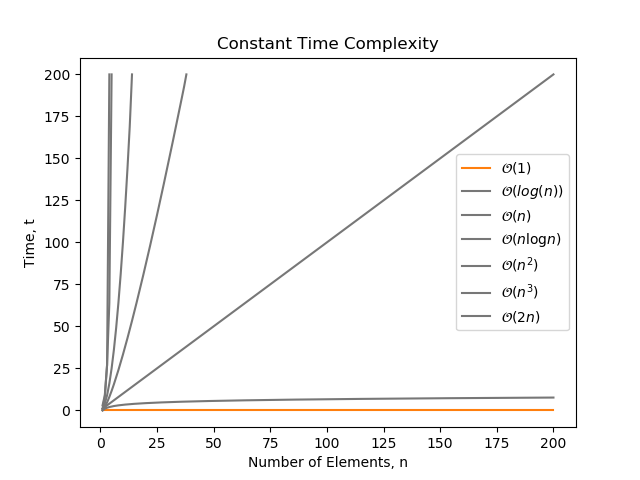 Constant Time Complexity
Time, t
200
175
150
125
100
75
50
25
0
𝒪(1)
𝒪(log(n))
𝒪(n)
𝒪(nlogn)
𝒪(n²)
𝒪(n³)
𝒪(2n)
0 25 50 75 100 125 150 175 200
Number of Elements, n